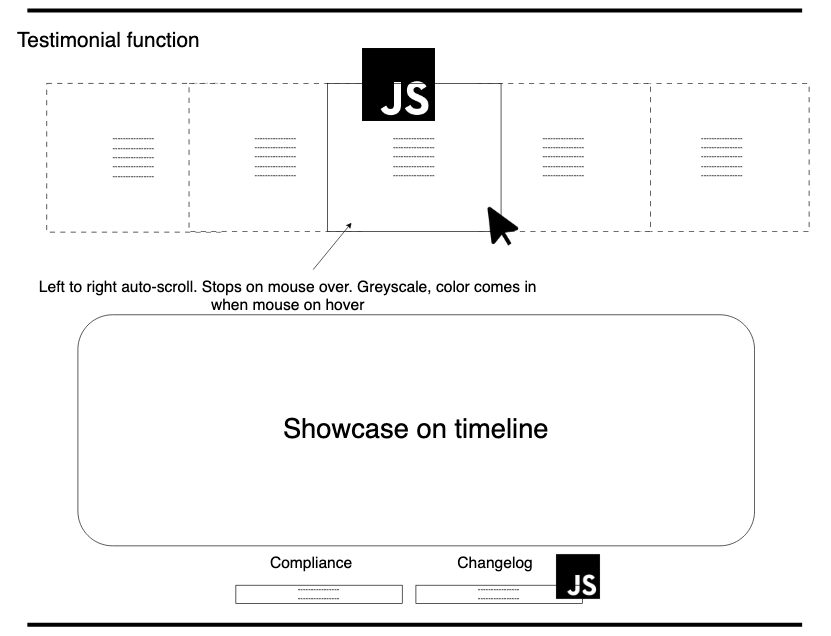 Testimonial function
JS
Left to right auto-scroll. Stops on mouse over. Greyscale, color comes in
when mouse on hover
Showcase on timeline
Compliance
Changelog
JS